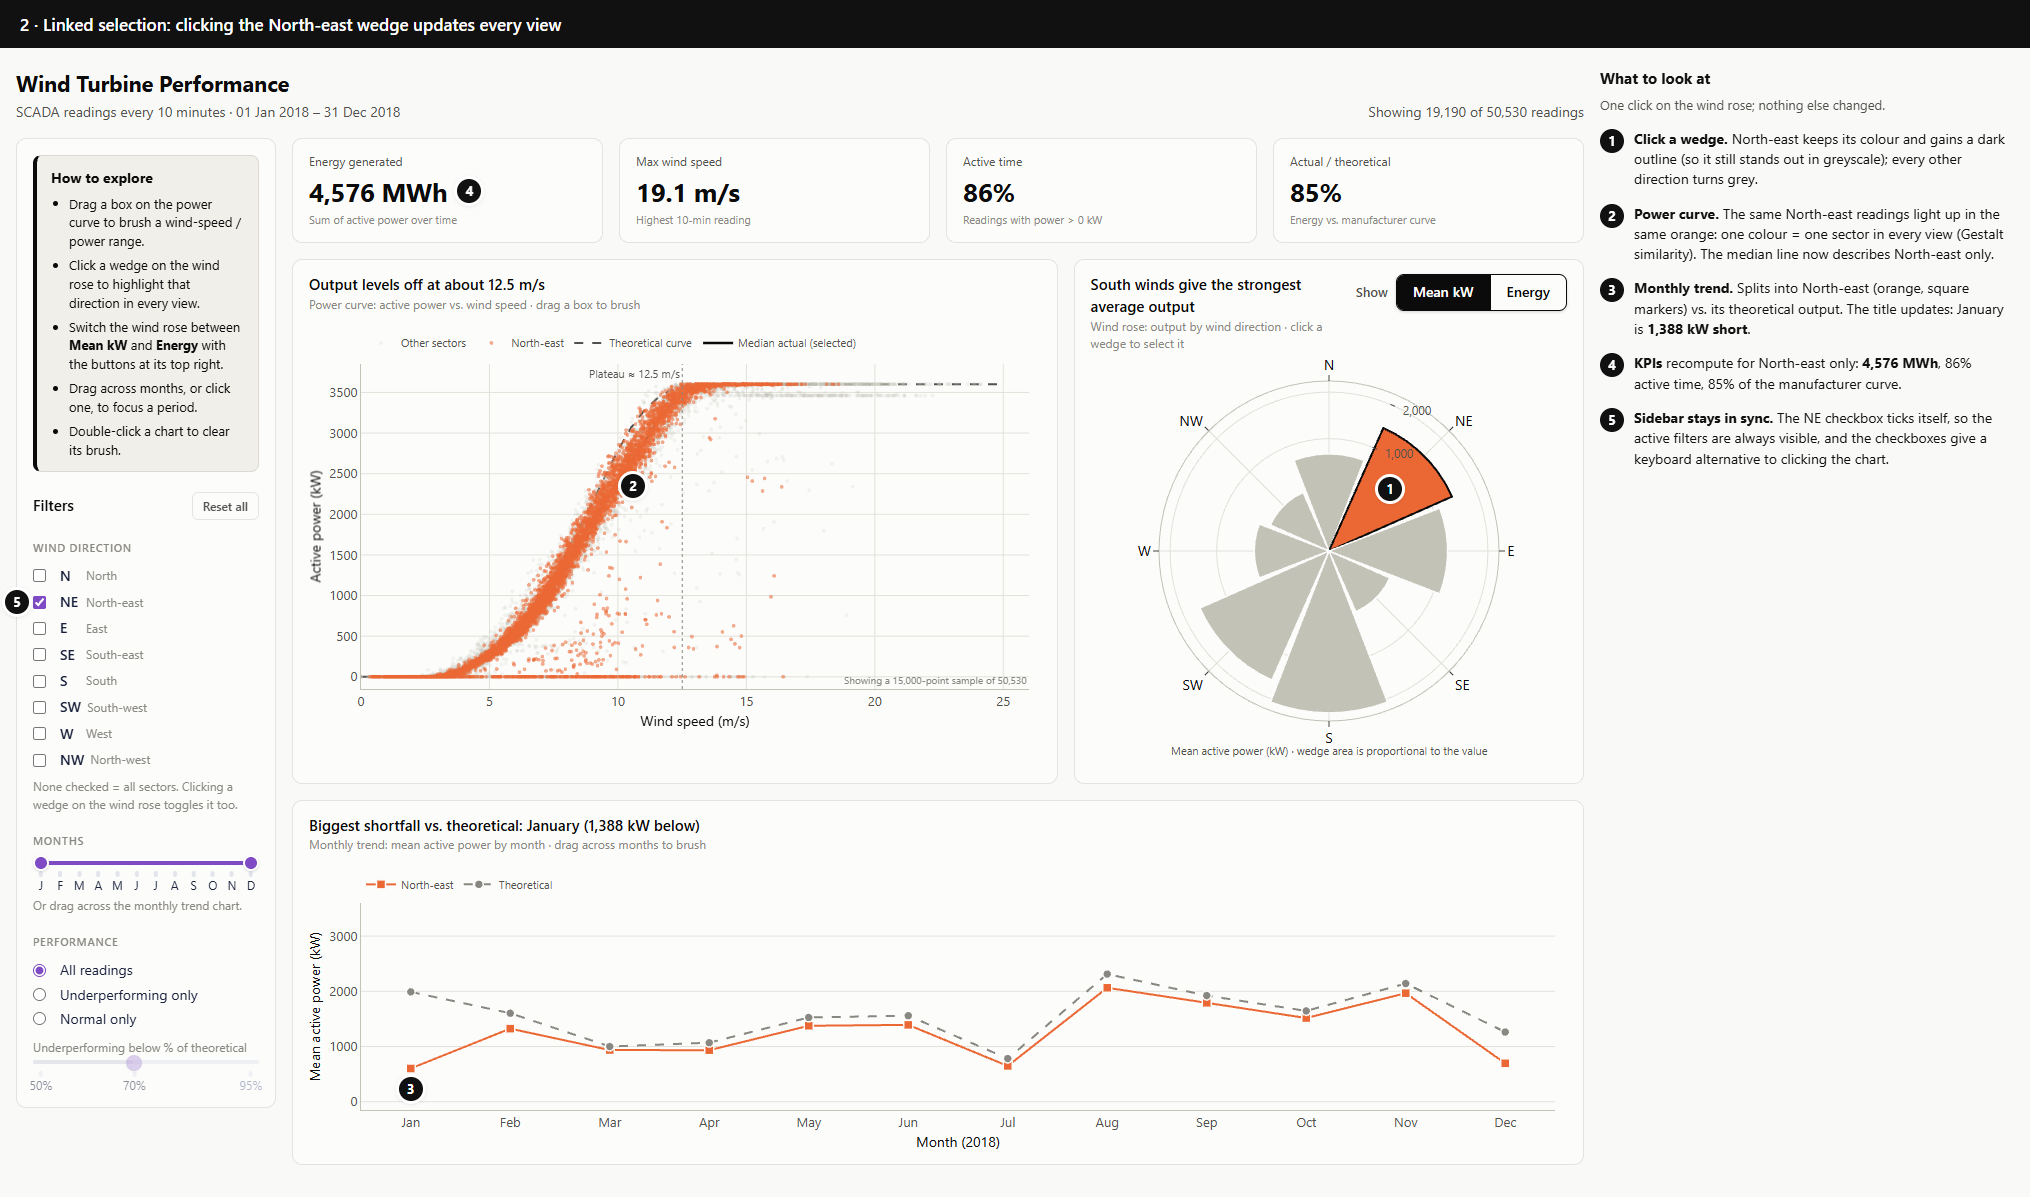 2 · Linked selection: clicking the North-east wedge updates every view
Wind Turbine Performance
SCADA readings every 10 minutes · 01 Jan 2018 – 31 Dec 2018
Showing 19,190 of 50,530 readings
How to explore
• Drag a box on the power
curve to brush a wind-speed /
power range.
• Click a wedge on the wind
rose to highlight that
direction in every view.
• Switch the wind rose between
Mean kW and Energy with
the buttons at its top right.
• Drag across months, or click
one, to focus a period.
• Double-click a chart to clear
its brush.
Filters
Reset all
WIND DIRECTION
N North
5
NE North-east
E East
SE South-east
S South
SW South-west
W West
NW North-west
None checked = all sectors. Clicking a
wedge on the wind rose toggles it too.
MONTHS
J F M A M J J A S O N D
Or drag across the monthly trend chart.
PERFORMANCE
All readings
Underperforming only
Normal only
Underperforming below % of theoretical
50% 70% 95%
Energy generated
4,576 MWh 4
Sum of active power over time
Max wind speed
19.1 m/s
Highest 10-min reading
Active time
86%
Readings with power > 0 kW
Actual / theoretical
85%
Energy vs. manufacturer curve
Output levels off at about 12.5 m/s
Power curve: active power vs. wind speed · drag a box to brush
Other sectors North-east Theoretical curve Median actual (selected)
Plateau ≈ 12.5 m/s
Active power (kW)
3500
3000
2500
2000
1500
1000
500
0
2
Showing a 15,000-point sample of 50,530
0 5 10 15 20 25
Wind speed (m/s)
South winds give the strongest
average output
Wind rose: output by wind direction · click a
wedge to select it
Show Mean kW Energy
N
NE
E
SE
S
SW
W
NW
2,000
1,000
1
Mean active power (kW) · wedge area is proportional to the value
Biggest shortfall vs. theoretical: January (1,388 kW below)
Monthly trend: mean active power by month · drag across months to brush
North-east Theoretical
Mean active power (kW)
3000
2000
1000
0
3
Jan Feb Mar Apr May Jun Jul Aug Sep Oct Nov Dec
Month (2018)
What to look at
One click on the wind rose; nothing else changed.
1 Click a wedge. North-east keeps its colour and gains a dark
outline (so it still stands out in greyscale); every other
direction turns grey.
2 Power curve. The same North-east readings light up in the
same orange: one colour = one sector in every view (Gestalt
similarity). The median line now describes North-east only.
3 Monthly trend. Splits into North-east (orange, square
markers) vs. its theoretical output. The title updates: January
is 1,388 kW short.
4 KPIs recompute for North-east only: 4,576 MWh, 86%
active time, 85% of the manufacturer curve.
5 Sidebar stays in sync. The NE checkbox ticks itself, so the
active filters are always visible, and the checkboxes give a
keyboard alternative to clicking the chart.